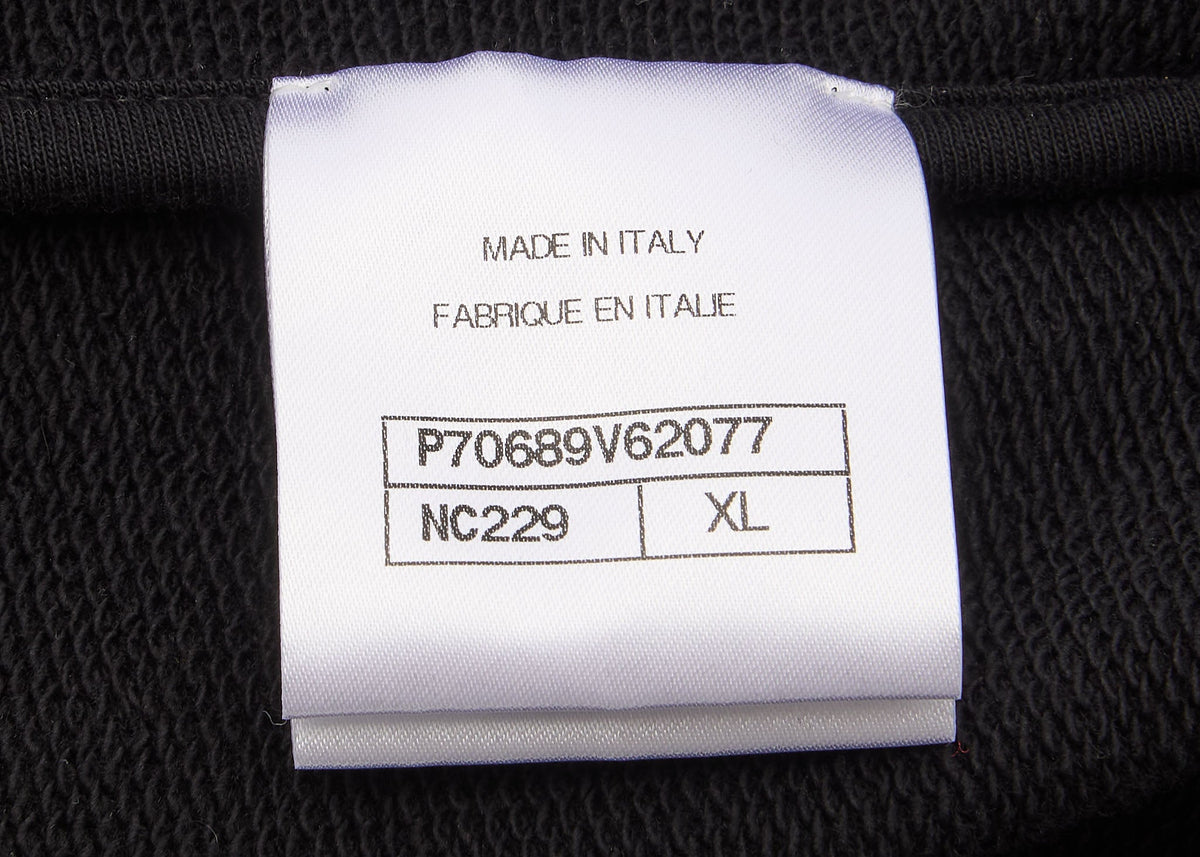 MADE IN ITALY
FABRIQUE EN ITALIE
P70689V62077
NC229 XL